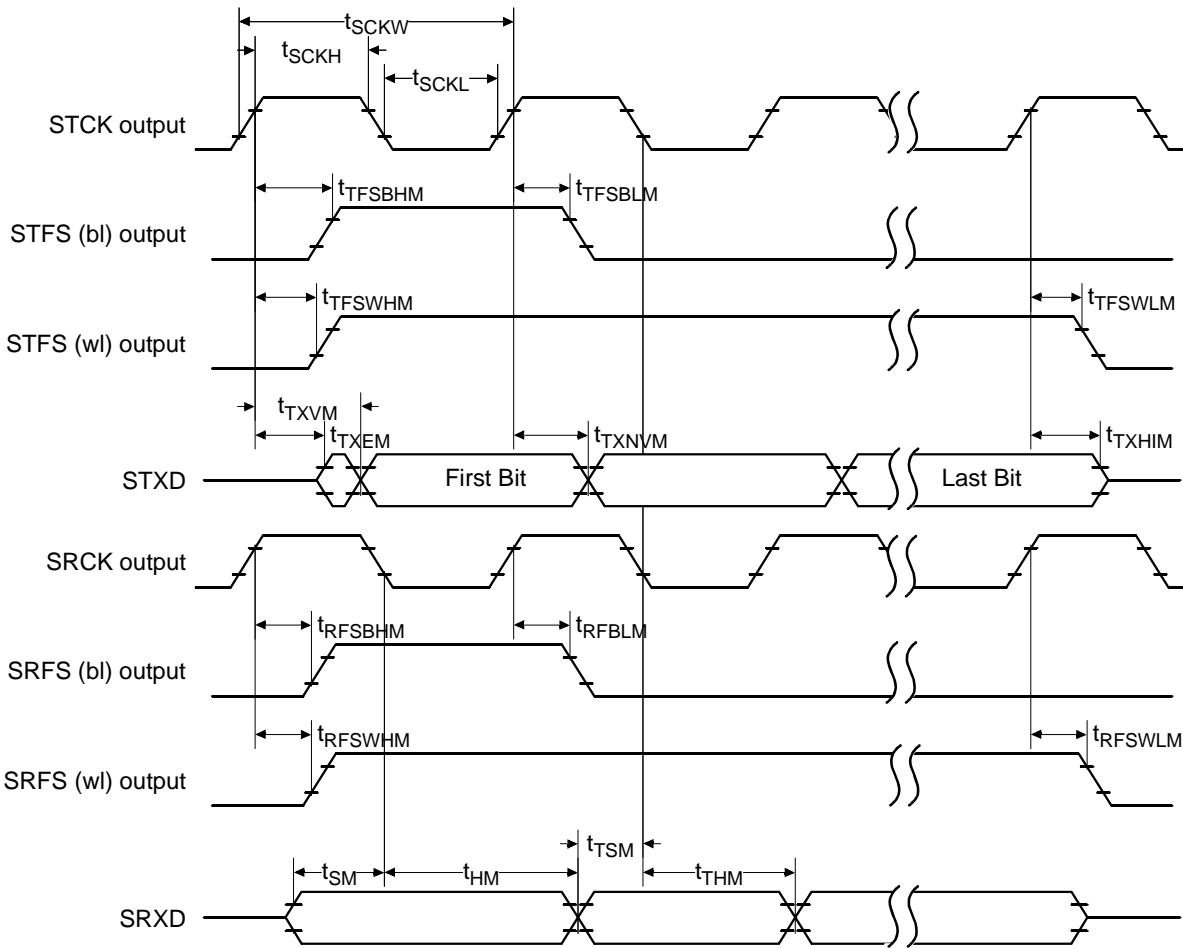 tSCKW
tSCKH
tSCKL
STCK output
tTFSBHM
tTFSBLM
STFS (bl) output
tTFSWHM
tTFSWLM
STFS (wl) output
tTXVM
tTXEM
tTXNVM
tTXHIM
STXD
First Bit
Last Bit
SRCK output
tRFSBHM
tRFBLM
SRFS (bl) output
tRFSWHM
tRFSWLM
SRFS (wl) output
tTSM
tSM
tHM
tTHM
SRXD